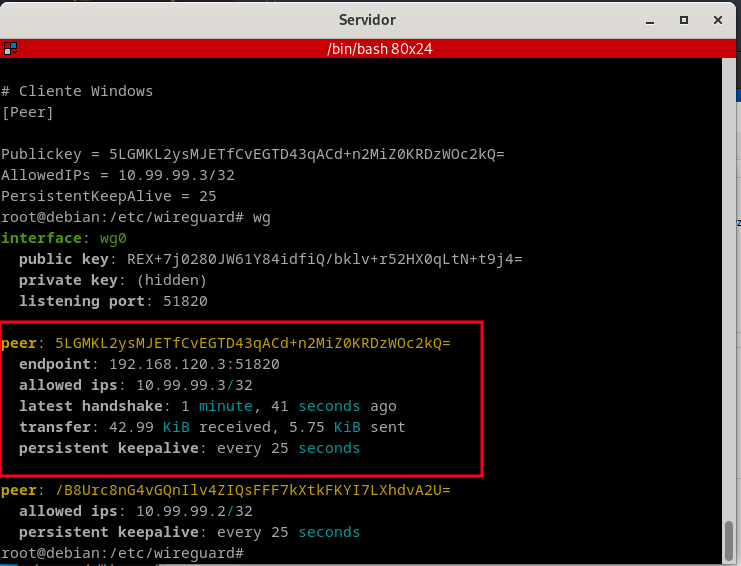 Servidor
/bin/bash 80x24
# Cliente Windows
[Peer]
Publickey = 5LGMKL2ysMJETfCvEGTD43qACd+n2MiZ0KRDzWOc2kQ=
AllowedIPs = 10.99.99.3/32
PersistentKeepAlive = 25
root@debian:/etc/wireguard# wg
interface: wg0
  public key: REX+7j0280JW61Y84idfiQ/bklv+r52HX0qLtN+t9j4=
  private key: (hidden)
  listening port: 51820
peer: 5LGMKL2ysMJETfCvEGTD43qACd+n2MiZ0KRDzWOc2kQ=
  endpoint: 192.168.120.3:51820
  allowed ips: 10.99.99.3/32
  latest handshake: 1 minute, 41 seconds ago
  transfer: 42.99 KiB received, 5.75 KiB sent
  persistent keepalive: every 25 seconds
peer: /B8Urc8nG4vGQnIlv4ZIQsFFF7kXtkFKYI7LXhdvA2U=
  allowed ips: 10.99.99.2/32
  persistent keepalive: every 25 seconds
root@debian:/etc/wireguard#